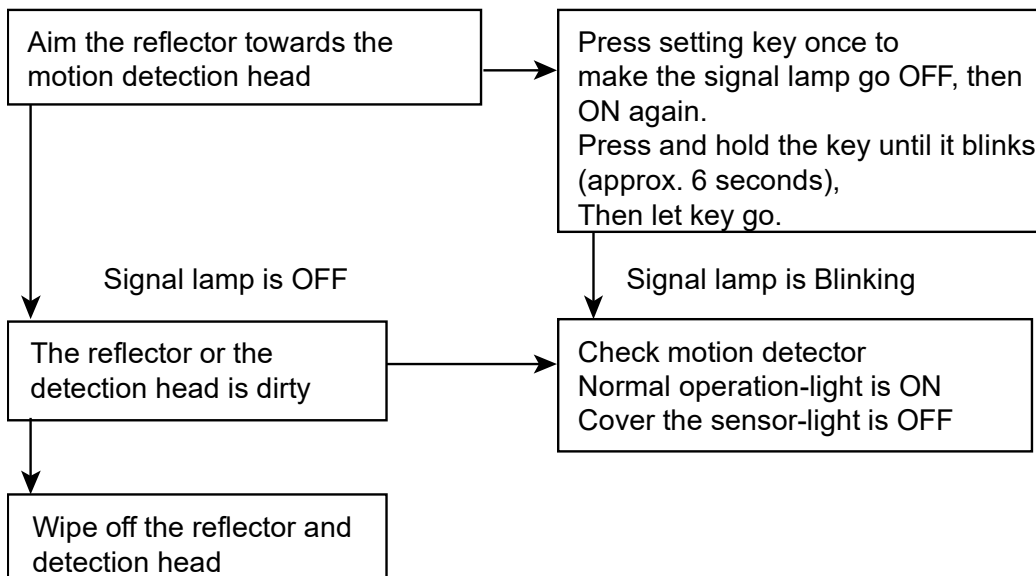 Aim the reflector towards the
motion detection head
Press setting key once to
make the signal lamp go OFF, then
ON again.
Press and hold the key until it blinks
(approx. 6 seconds),
Then let key go.
Signal lamp is OFF
Signal lamp is Blinking
The reflector or the
detection head is dirty
Check motion detector
Normal operation-light is ON
Cover the sensor-light is OFF
Wipe off the reflector and
detection head